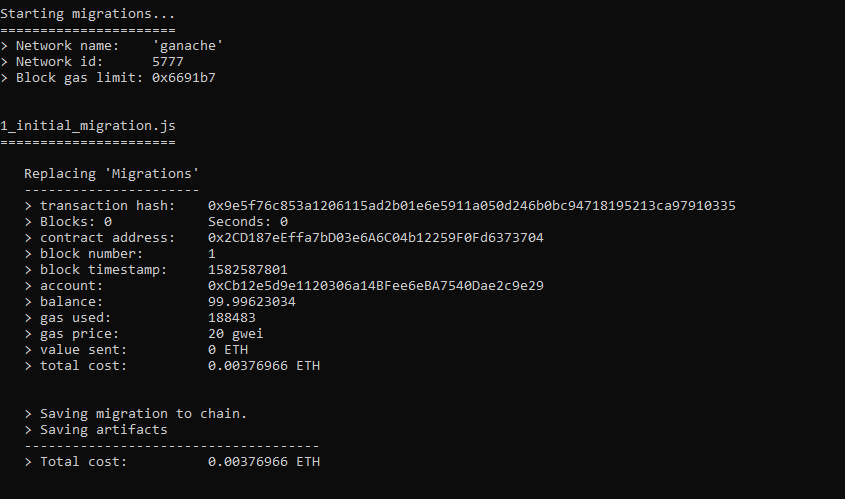 Starting migrations...
======================
> Network name:    'ganache'
> Network id:      5777
> Block gas limit: 0x6691b7
1_initial_migration.js
======================
Replacing 'Migrations'
----------------------
> transaction hash:    0x9e5f76c853a1206115ad2b01e6e5911a050d246b0bc94718195213ca97910335
> Blocks: 0            Seconds: 0
> contract address:    0x2CD187eEffa7bD03e6A6C04b12259F0Fd6373704
> block number:        1
> block timestamp:     1582587801
> account:             0xCb12e5d9e1120306a14BFee6eBA7540Dae2c9e29
> balance:             99.99623034
> gas used:            188483
> gas price:           20 gwei
> value sent:          0 ETH
> total cost:          0.00376966 ETH
> Saving migration to chain.
> Saving artifacts
-------------------------------------
> Total cost:          0.00376966 ETH